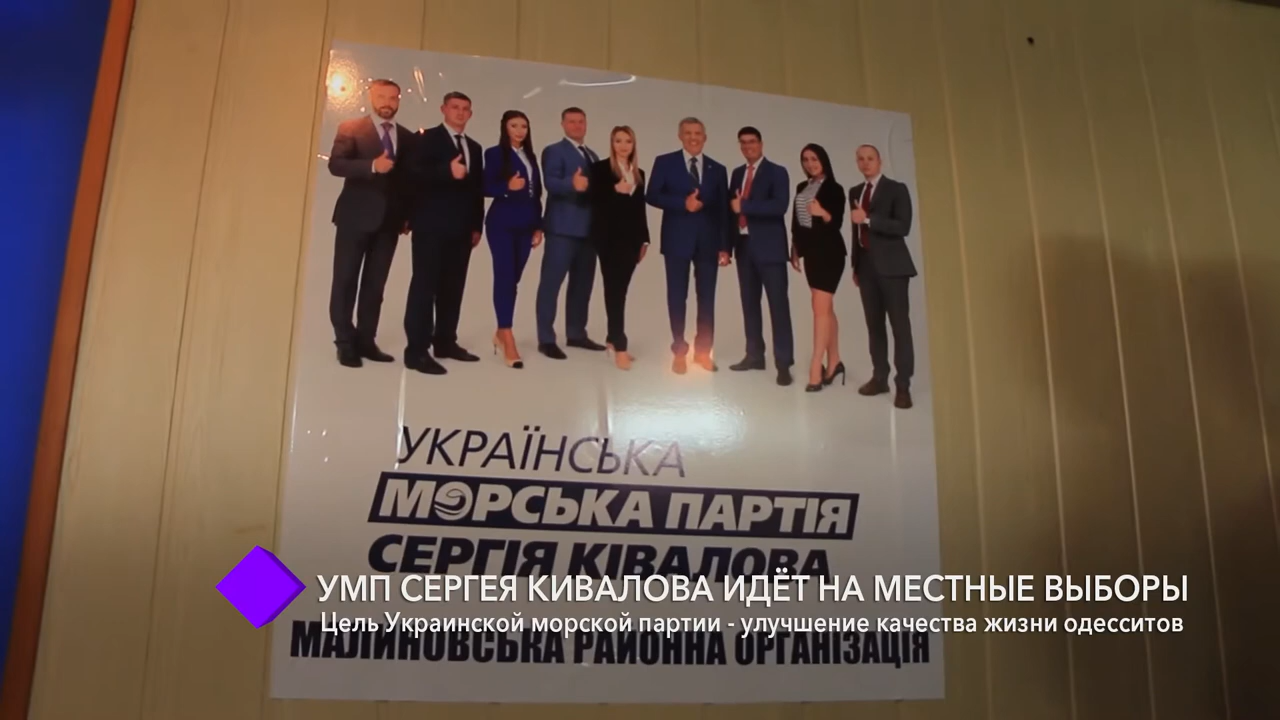 УКРАЇНСЬКА
МОРСЬКА ПАРТІЯ
СЕРГІЯ КІВАЛОВА
УМП СЕРГЕЯ КИВАЛОВА ИДЁТ НА МЕСТНЫЕ ВЫБОРЫ
Цель Украинской морской партии - улучшение качества жизни одесситов
МАЛИНОВСЬКА РАЙОННА ОРГАНІЗАЦІЯ